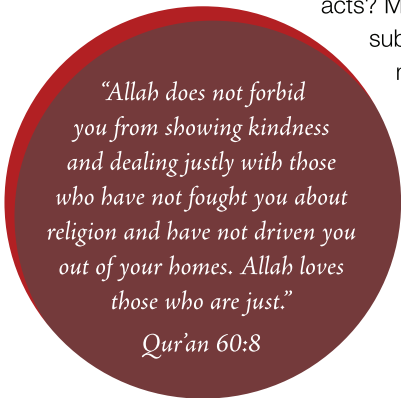 acts? M
sub
“Allah does not forbid
you from showing kindness
and dealing justly with those
who have not fought you about
religion and have not driven you
out of your homes. Allah loves
those who are just.”
Qur’an 60:8